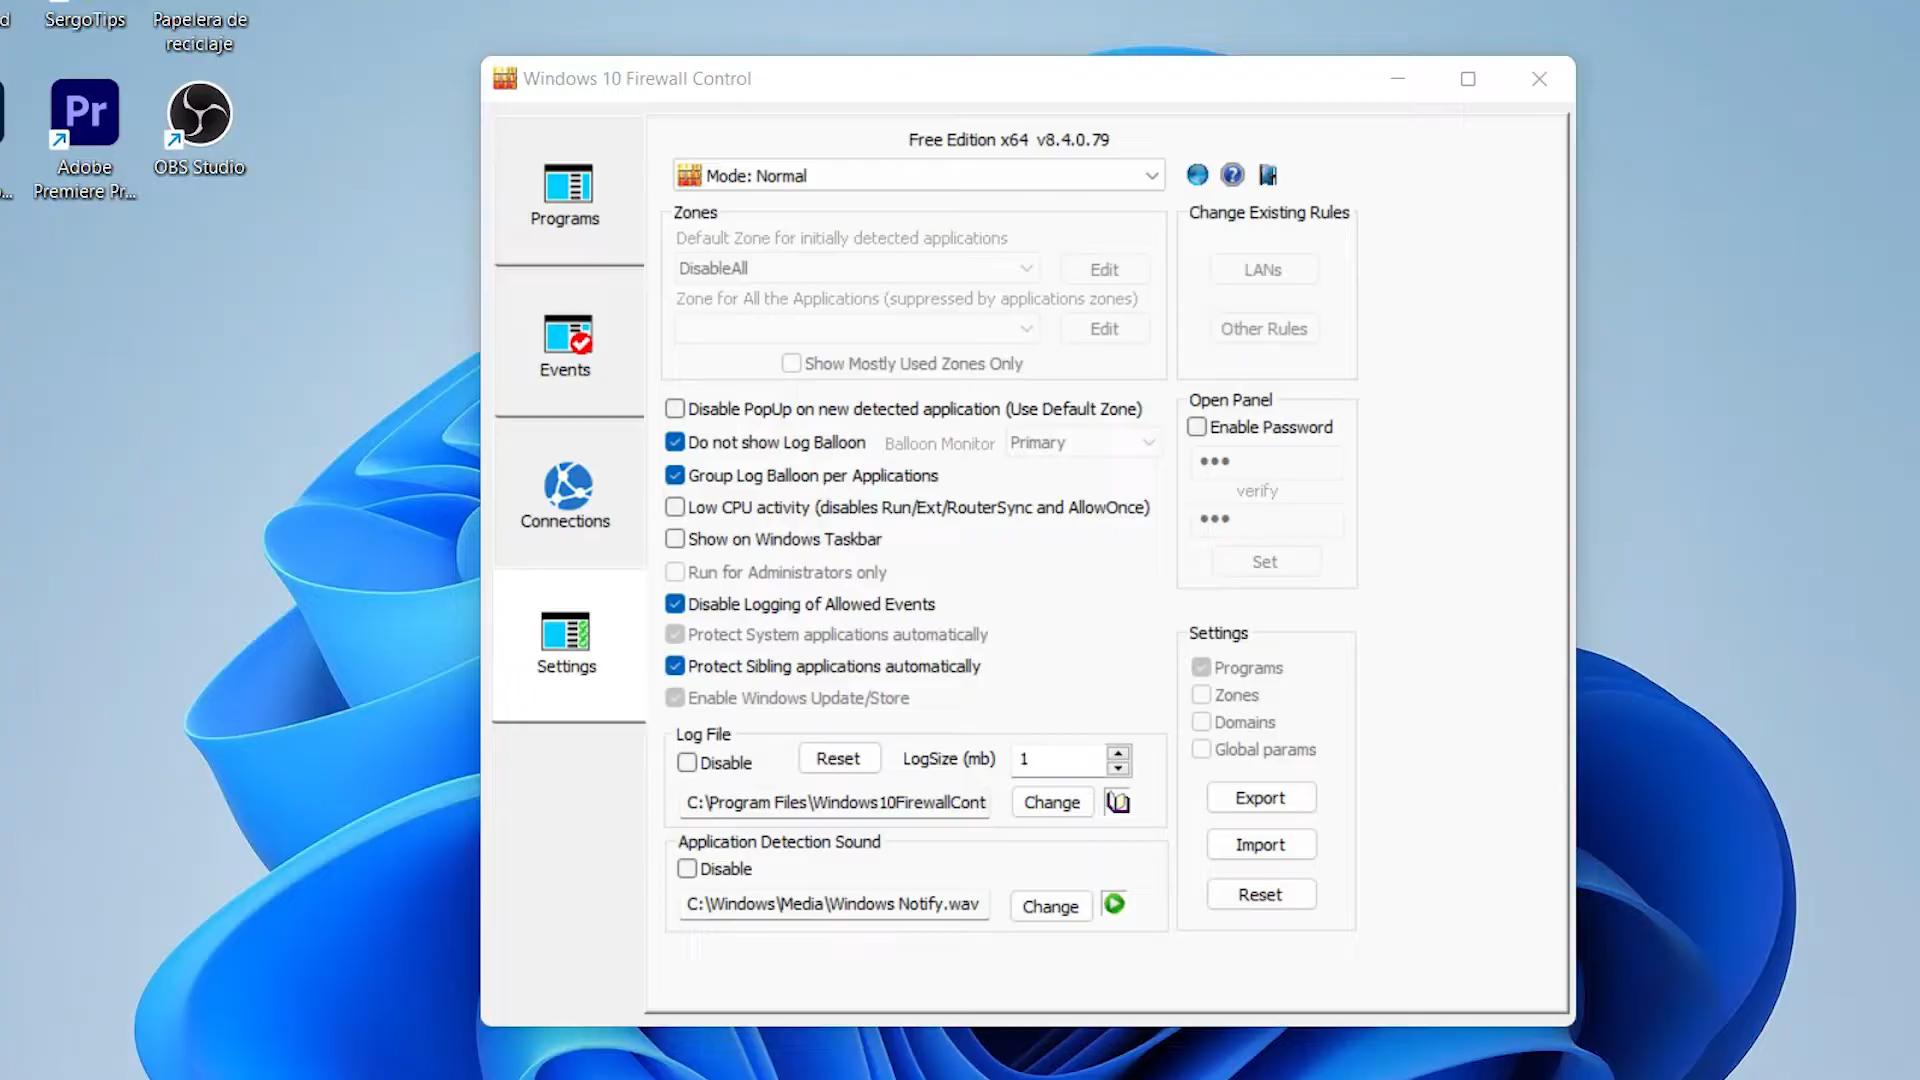 d
SergoTips
Papelera de
reciclaje
Pr
Adobe
Premiere Pr...
OBS Studio
Windows 10 Firewall Control
Programs
Events
Connections
Settings
Free Edition x64 v8.4.0.79
Mode: Normal
Zones
Default Zone for initially detected applications
DisableAll
Edit
Zone for All the Applications (suppressed by applications zones)
Edit
Show Mostly Used Zones Only
Change Existing Rules
LANs
Other Rules
Disable PopUp on new detected application (Use Default Zone)
Do not show Log Balloon
Balloon Monitor
Primary
Group Log Balloon per Applications
Low CPU activity (disables Run/Ext/RouterSync and AllowOnce)
Show on Windows Taskbar
Run for Administrators only
Disable Logging of Allowed Events
Protect System applications automatically
Protect Sibling applications automatically
Enable Windows Update/Store
Open Panel
Enable Password
•••
verify
•••
Set
Log File
Disable
Reset
LogSize (mb)
1
C:\Program Files\Windows10FirewallCont
Change
Application Detection Sound
Disable
C:\Windows\Media\Windows Notify.wav
Change
Settings
Programs
Zones
Domains
Global params
Export
Import
Reset